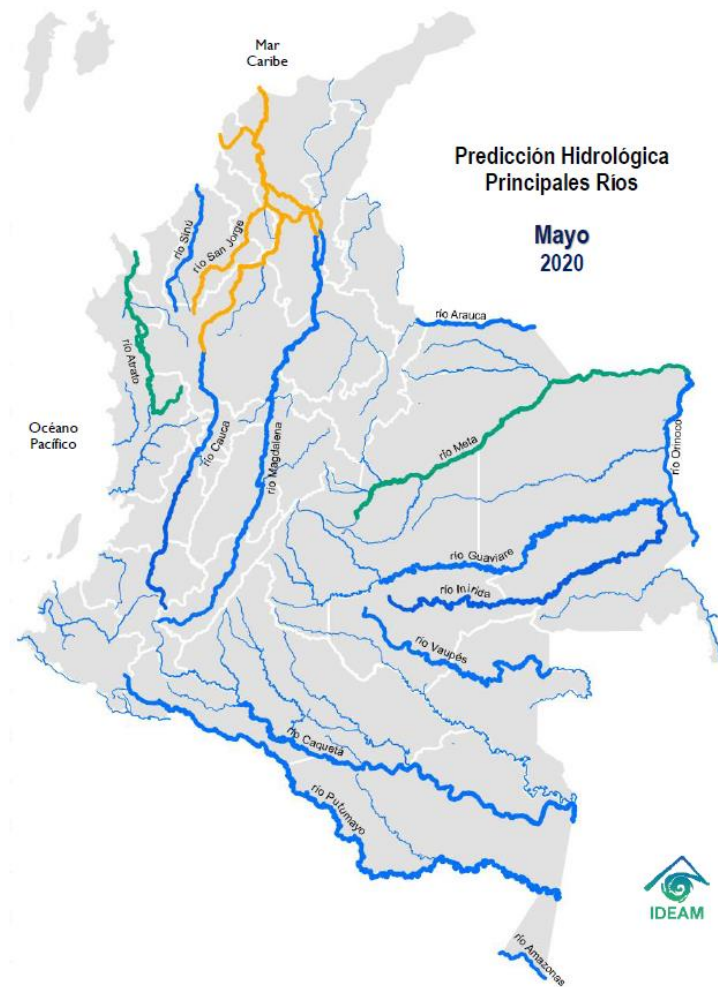 Mar
Caribe
Predicción Hidrológica
Principales Ríos
Mayo
2020
río Sinú
río San Jorge
río Arauca
río Atrato
Océano
Pacífico
río Cauca
río Magdalena
río Meta
río Orinoco
río Guaviare
río Inírida
río Vaupés
río Caquetá
río Putumayo
IDEAM
río Amazonas